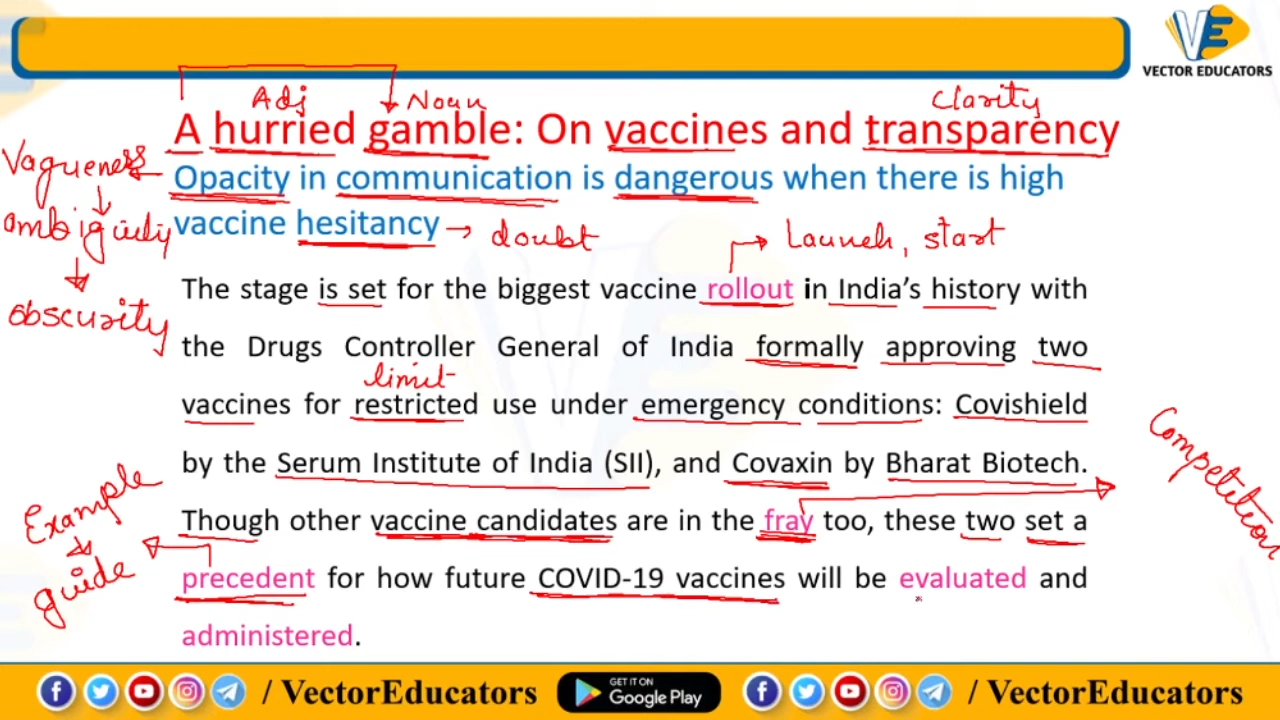 VECTOR EDUCATORS
Adj Noun Clarity
A hurried gamble: On vaccines and transparency
Vagueness
Opacity in communication is dangerous when there is high
ambiguity
vaccine hesitancy → doubt
Launch, start
obscurity
The stage is set for the biggest vaccine rollout in India's history with
the Drugs Controller General of India formally approving two
limit
vaccines for restricted use under emergency conditions: Covishield
by the Serum Institute of India (SII), and Covaxin by Bharat Biotech.
Competition
Example
Though other vaccine candidates are in the fray too, these two set a
guide
precedent for how future COVID-19 vaccines will be evaluated and
administered.
/ VectorEducators
GET IT ON
Google Play
/ VectorEducators